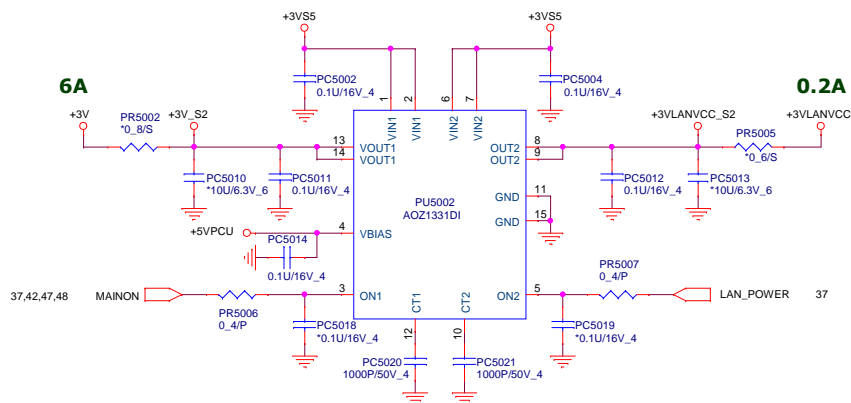 +3VS5
+3VS5
PC5002
0.1U/16V_4
PC5004
0.1U/16V_4
6A
0.2A
1
2
6
7
VIN1
VIN1
VIN2
VIN2
+3V
PR5002
*0_8/S
+3V_S2
+3VLANVCC_S2
PR5005
*0_6/S
+3VLANVCC
13
VOUT1
14
VOUT1
8
OUT2
9
OUT2
PC5010
*10U/6.3V_6
PC5011
0.1U/16V_4
PC5012
0.1U/16V_4
PC5013
*10U/6.3V_6
PU5002
AOZ1331DI
GND
11
GND
15
+5VPCU
4
VBIAS
PC5014
0.1U/16V_4
37,42,47,48
MAINON
PR5006
0_4/P
3
ON1
ON2
5
PR5007
0_4/P
LAN_POWER
37
CT1
CT2
12
10
PC5018
*0.1U/16V_4
PC5019
*0.1U/16V_4
PC5020
1000P/50V_4
PC5021
1000P/50V_4